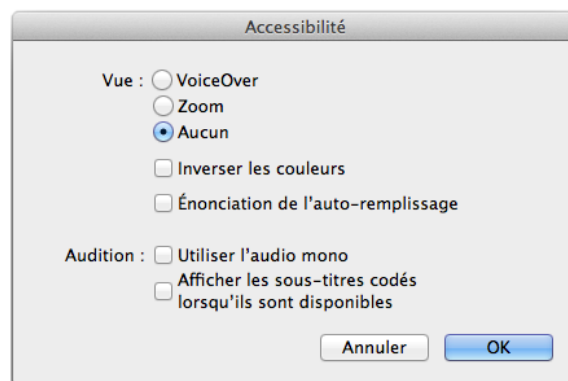 Accessibilité
Vue : VoiceOver
Zoom
Aucun
Inverser les couleurs
Énonciation de l'auto-remplissage
Audition : Utiliser l'audio mono
Afficher les sous-titres codés
lorsqu'ils sont disponibles
Annuler OK